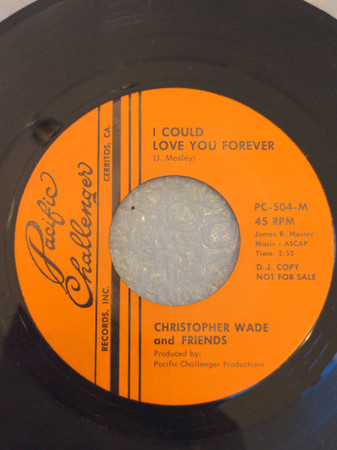 Pacific
Challenger
RECORDS, INC. CERRITOS, CA.
I COULD
LOVE YOU FOREVER
(J. Mosley)
PC-504-M
45 RPM
James R. Mosley
Music - ASCAP
Time: 2:52
D.J. COPY
NOT FOR SALE
CHRISTOPHER WADE
and FRIENDS
Produced by:
Pacific Challenger Productions